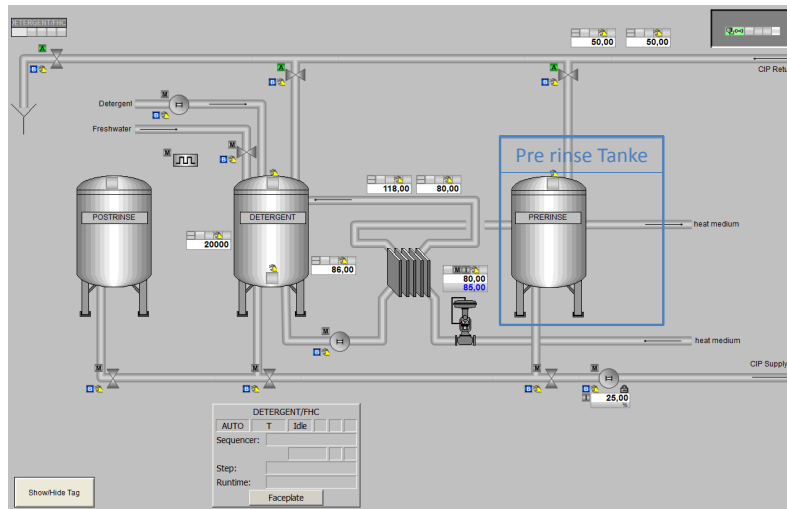 DETERGENT/FHC
50,00
50,00
A
A
A
CIP Retu
Detergent
M
Freshwater
M
M
Pre rinse Tanke
118,00
80,00
POSTRINSE
DETERGENT
PRERINSE
heat medium
20000
86,00
M I
80,00
85,00
M
heat medium
CIP Supply
M
M
M
M
I
25,00
%
DETERGENT/FHC
AUTO T Idle
Sequencer:
Step:
Runtime:
Faceplate
Show/Hide Tag